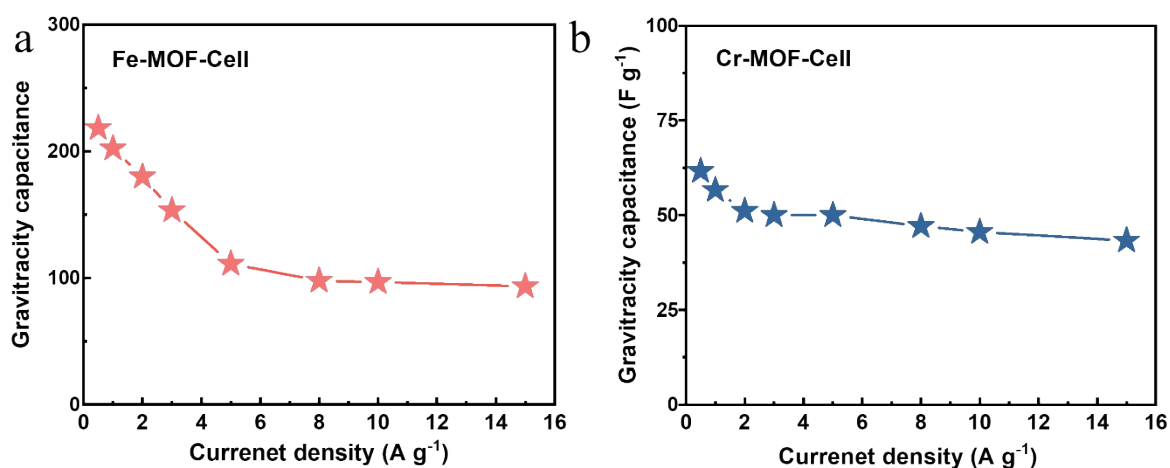 a
Fe-MOF-Cell
Gravitracity capacitance
300
200
100
0
0 2 4 6 8 10 12 14 16
Currenet density (A g⁻¹)
b
Cr-MOF-Cell
Gravitracity capacitance (F g⁻¹)
100
75
50
25
0
0 2 4 6 8 10 12 14 16
Currenet density (A g⁻¹)